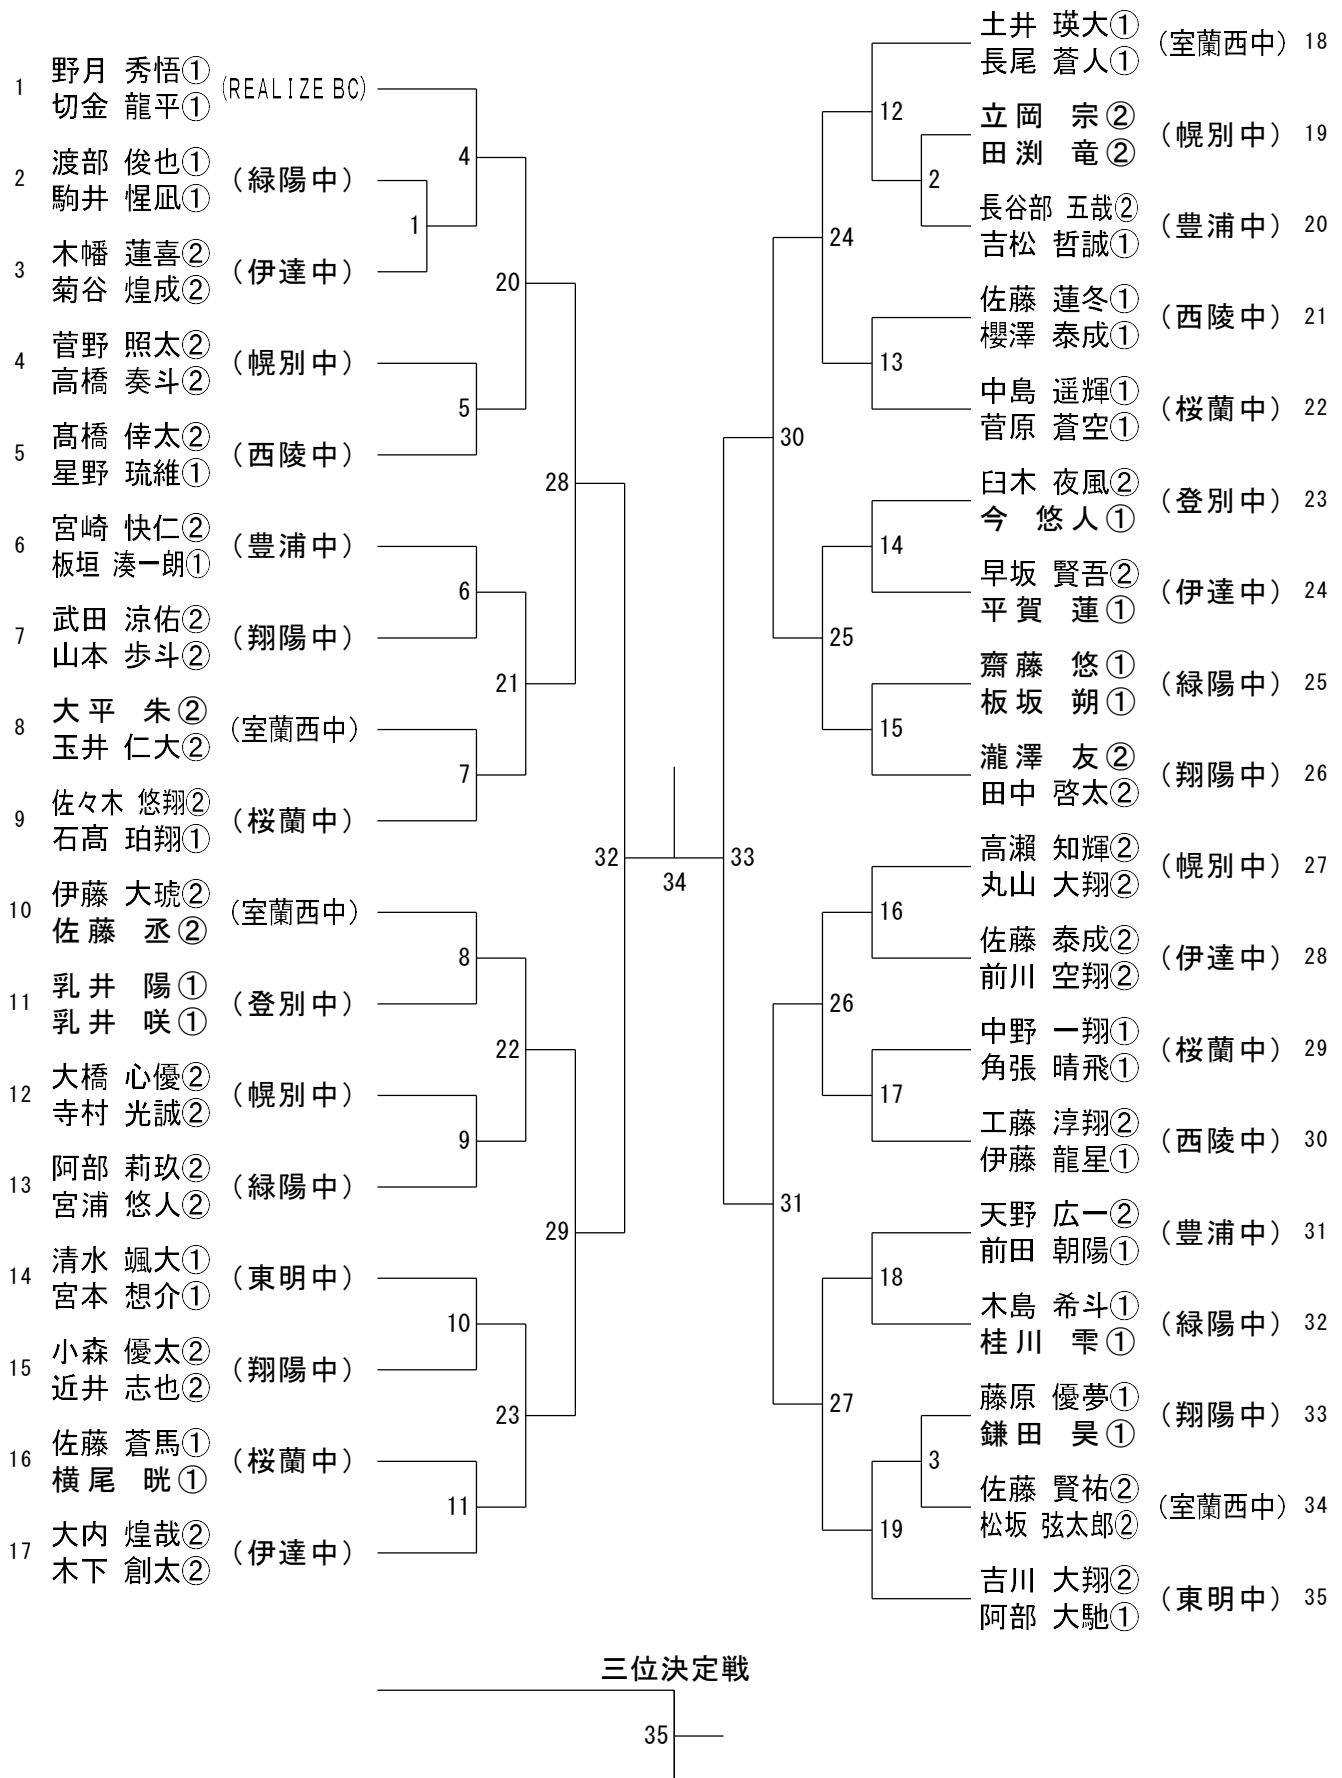 1 野月 秀悟① (REALIZE BC)
切金 龍平①
2 渡部 俊也① (緑陽中)
駒井 惺凪①
3 木幡 蓮喜② (伊達中)
菊谷 煌成②
4 菅野 照太② (幌別中)
高橋 奏斗②
5 髙橋 倖太② (西陵中)
星野 琉維①
6 宮崎 快仁② (豊浦中)
板垣 湊一朗①
7 武田 涼佑② (翔陽中)
山本 歩斗②
8 大平 朱② (室蘭西中)
玉井 仁大②
9 佐々木 悠翔② (桜蘭中)
石髙 珀翔①
10 伊藤 大琥② (室蘭西中)
佐藤 丞②
11 乳井 陽① (登別中)
乳井 咲①
12 大橋 心優② (幌別中)
寺村 光誠②
13 阿部 莉玖② (緑陽中)
宮浦 悠人②
14 清水 颯大① (東明中)
宮本 想介①
15 小森 優太② (翔陽中)
近井 志也②
16 佐藤 蒼馬① (桜蘭中)
横尾 晄①
17 大内 煌哉② (伊達中)
木下 創太②
1
4
5
6
7
8
9
10
11
20
21
22
23
28
29
32
34
33
30
31
24
25
26
27
12
13
14
15
16
17
18
19
2
3
土井 瑛大① (室蘭西中) 18
長尾 蒼人①
立岡 宗② (幌別中) 19
田渕 竜②
長谷部 五哉② (豊浦中) 20
吉松 哲誠①
佐藤 蓮冬① (西陵中) 21
櫻澤 泰成①
中島 遥輝① (桜蘭中) 22
菅原 蒼空①
臼木 夜風② (登別中) 23
今 悠人①
早坂 賢吾② (伊達中) 24
平賀 蓮①
齋藤 悠① (緑陽中) 25
板坂 朔①
瀧澤 友② (翔陽中) 26
田中 啓太②
高瀬 知輝② (幌別中) 27
丸山 大翔②
佐藤 泰成② (伊達中) 28
前川 空翔②
中野 一翔① (桜蘭中) 29
角張 晴飛①
工藤 淳翔② (西陵中) 30
伊藤 龍星①
天野 広一② (豊浦中) 31
前田 朝陽①
木島 希斗① (緑陽中) 32
桂川 雫①
藤原 優夢① (翔陽中) 33
鎌田 昊①
佐藤 賢祐② (室蘭西中) 34
松坂 弦太郎②
吉川 大翔② (東明中) 35
阿部 大馳①
三位決定戦
35